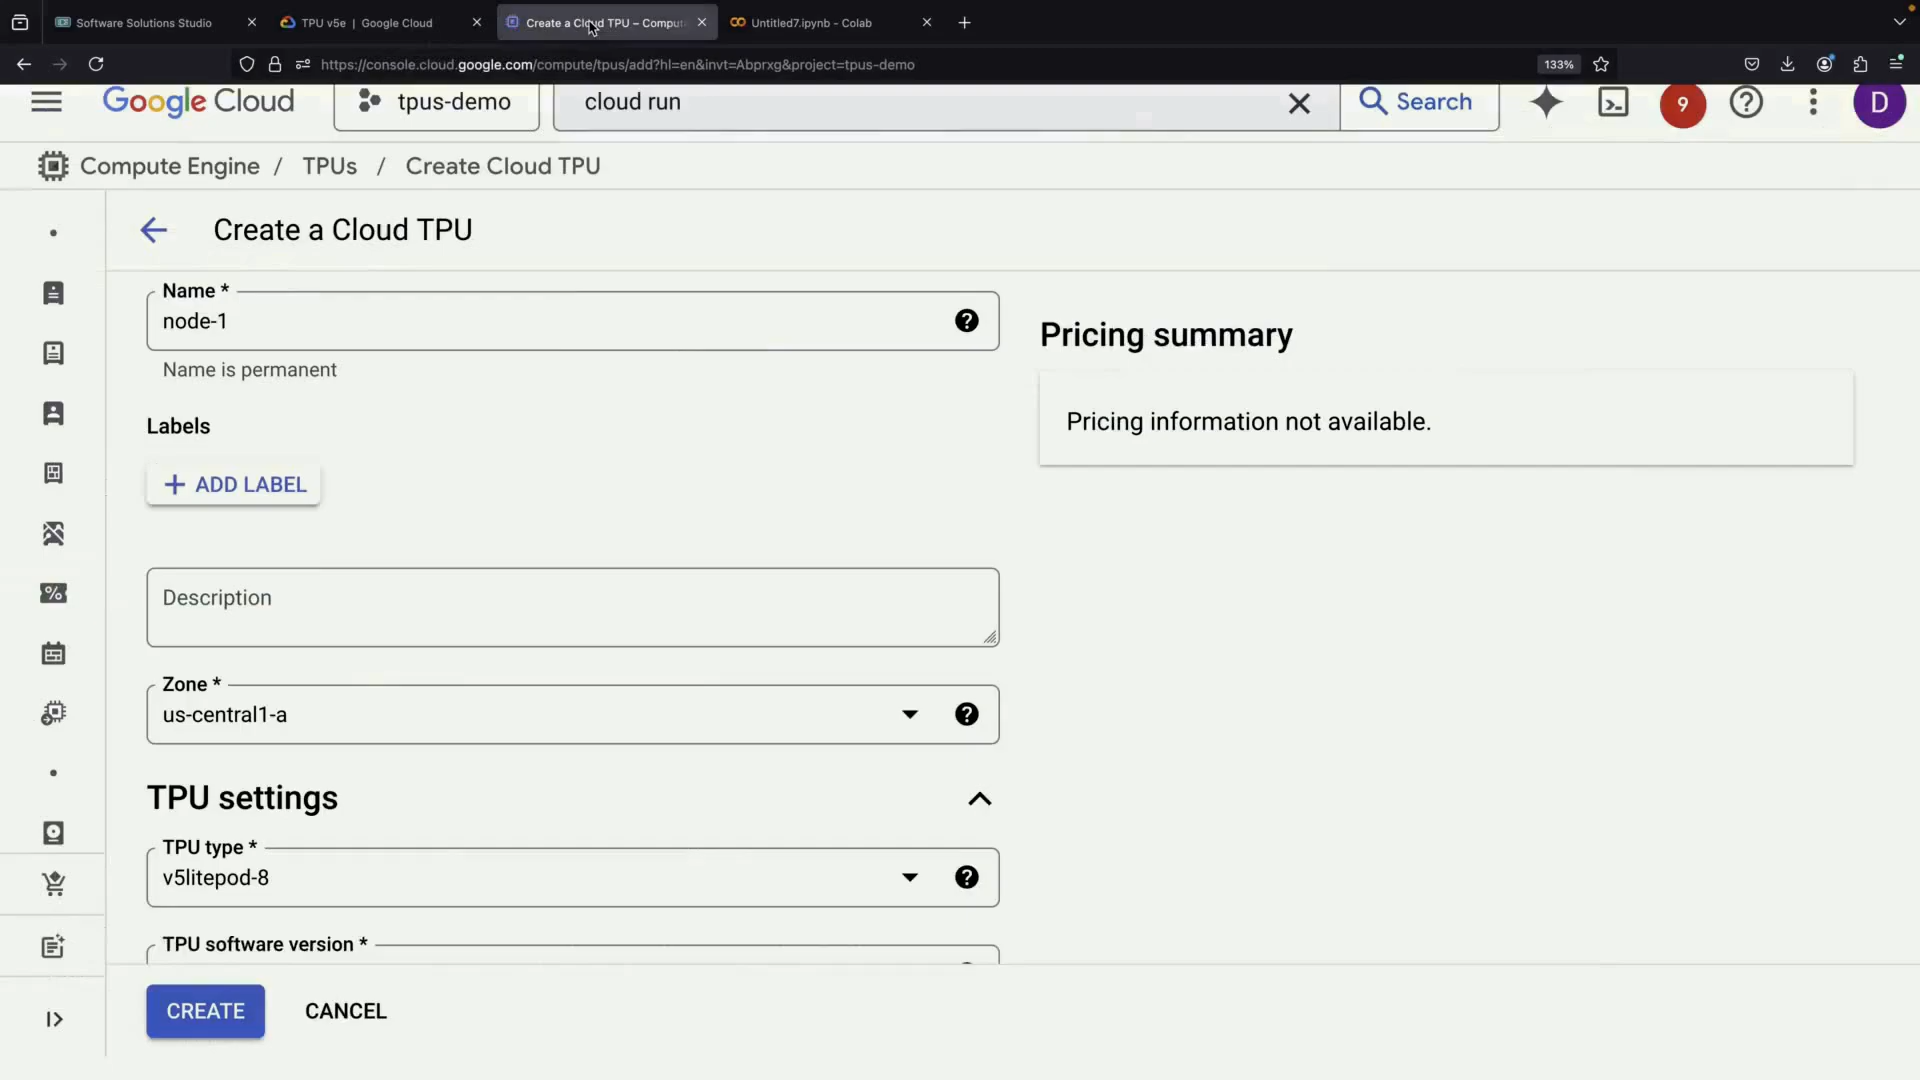 Software Solutions Studio
TPU v5e | Google Cloud
Create a Cloud TPU – Comput
Untitled7.ipynb - Colab
https://console.cloud.google.com/compute/tpus/add?hl=en&invt=Abprxg&project=tpus-demo
133%
Google Cloud
tpus-demo
cloud run
Search
9
D
Compute Engine / TPUs / Create Cloud TPU
Create a Cloud TPU
Name *
node-1
Name is permanent
Labels
ADD LABEL
Description
Zone *
us-central1-a
TPU settings
TPU type *
v5litepod-8
TPU software version *
CREATE
CANCEL
Pricing summary
Pricing information not available.